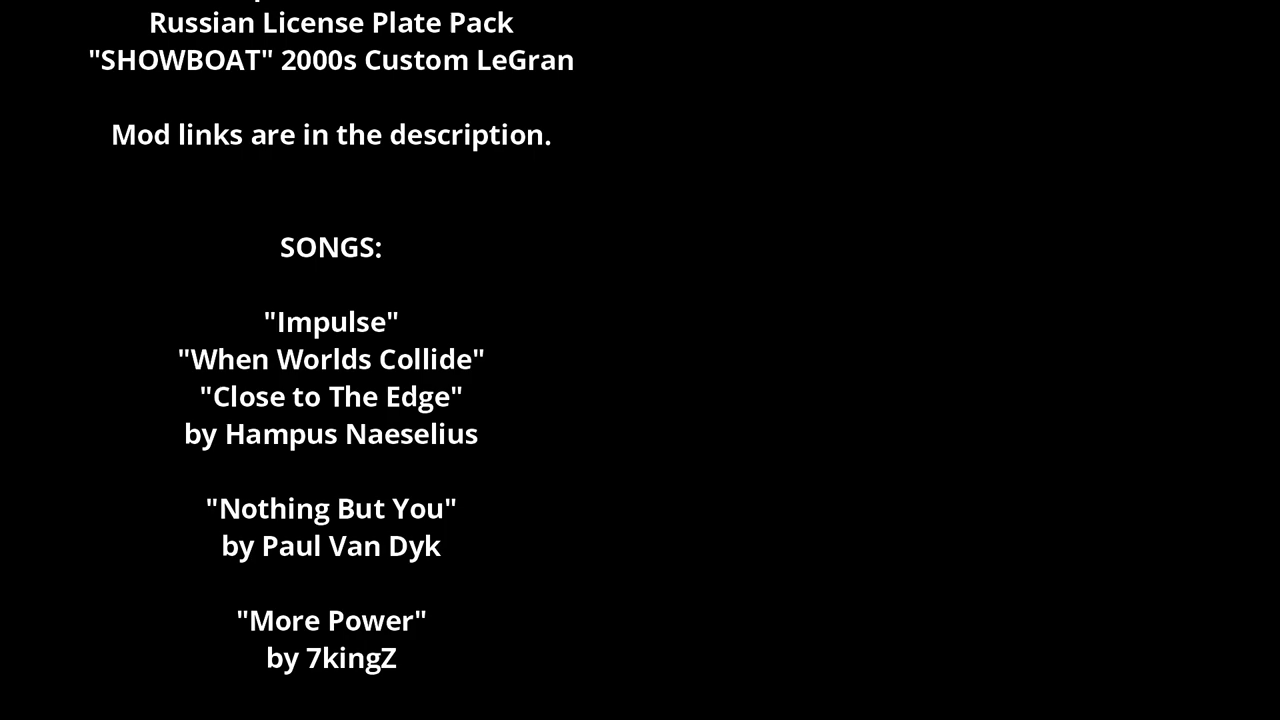 Russian License Plate Pack
"SHOWBOAT" 2000s Custom LeGran
Mod links are in the description.
SONGS:
"Impulse"
"When Worlds Collide"
"Close to The Edge"
by Hampus Naeselius
"Nothing But You"
by Paul Van Dyk
"More Power"
by 7kingZ